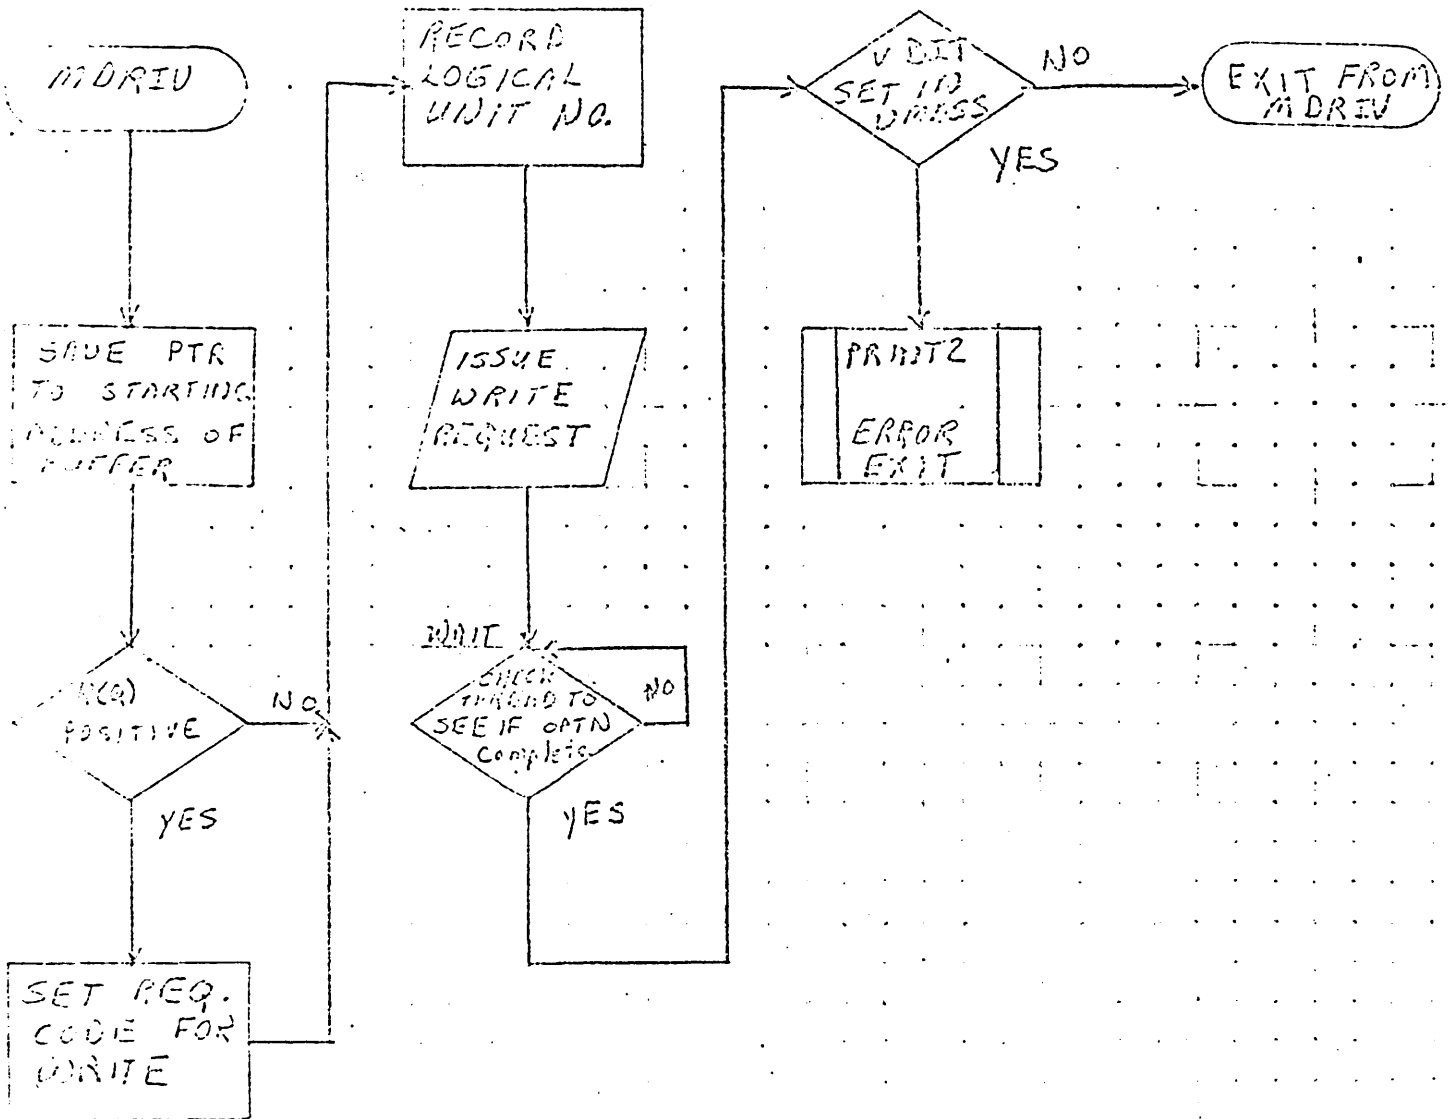 MDRIV
SAVE PTR
TO STARTING
ADDRESS OF
BUFFER
POSITIVE
NO
YES
SET REQ.
CODE FOR
WRITE
RECORD
LOGICAL
UNIT NO.
ISSUE
WRITE
REQUEST
WAIT
CHECK
THREAD TO
SEE IF OPTN
Complete
NO
YES
V BIT
SET IN
NO
YES
PRINT2
ERROR
EXIT
EXIT FROM
MDRIV